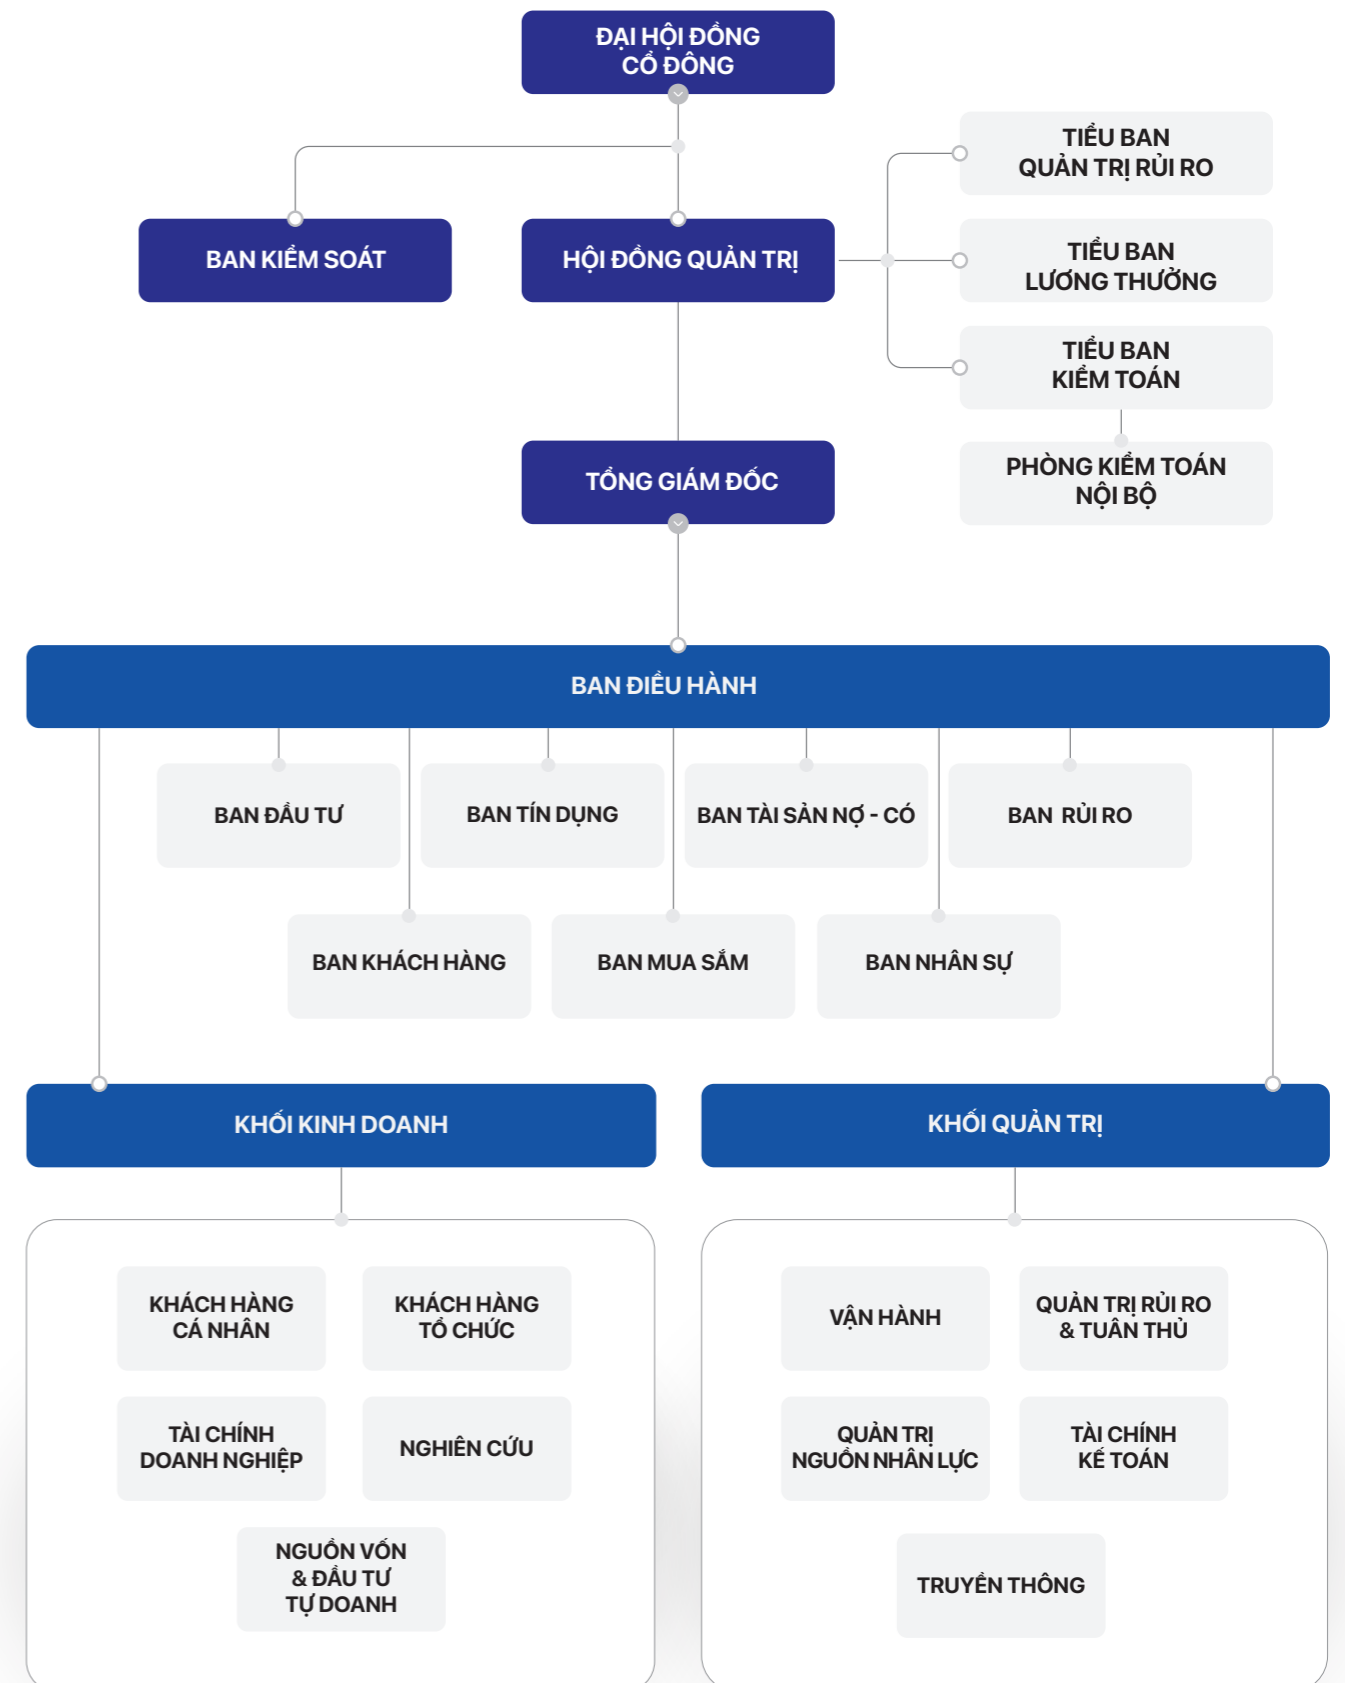 ĐẠI HỘI ĐỒNG
CỔ ĐÔNG
TIỂU BAN
QUẢN TRỊ RỦI RO
BAN KIỂM SOÁT
HỘI ĐỒNG QUẢN TRỊ
TIỂU BAN
LƯƠNG THƯỞNG
TIỂU BAN
KIỂM TOÁN
TỔNG GIÁM ĐỐC
PHÒNG KIỂM TOÁN
NỘI BỘ
BAN ĐIỀU HÀNH
BAN ĐẦU TƯ
BAN TÍN DỤNG
BAN TÀI SẢN NỢ - CÓ
BAN RỦI RO
BAN KHÁCH HÀNG
BAN MUA SẮM
BAN NHÂN SỰ
KHỐI KINH DOANH
KHỐI QUẢN TRỊ
KHÁCH HÀNG
CÁ NHÂN
KHÁCH HÀNG
TỔ CHỨC
TÀI CHÍNH
DOANH NGHIỆP
NGHIÊN CỨU
NGUỒN VỐN
& ĐẦU TƯ
TỰ DOANH
VẬN HÀNH
QUẢN TRỊ RỦI RO
& TUÂN THỦ
QUẢN TRỊ
NGUỒN NHÂN LỰC
TÀI CHÍNH
KẾ TOÁN
TRUYỀN THÔNG